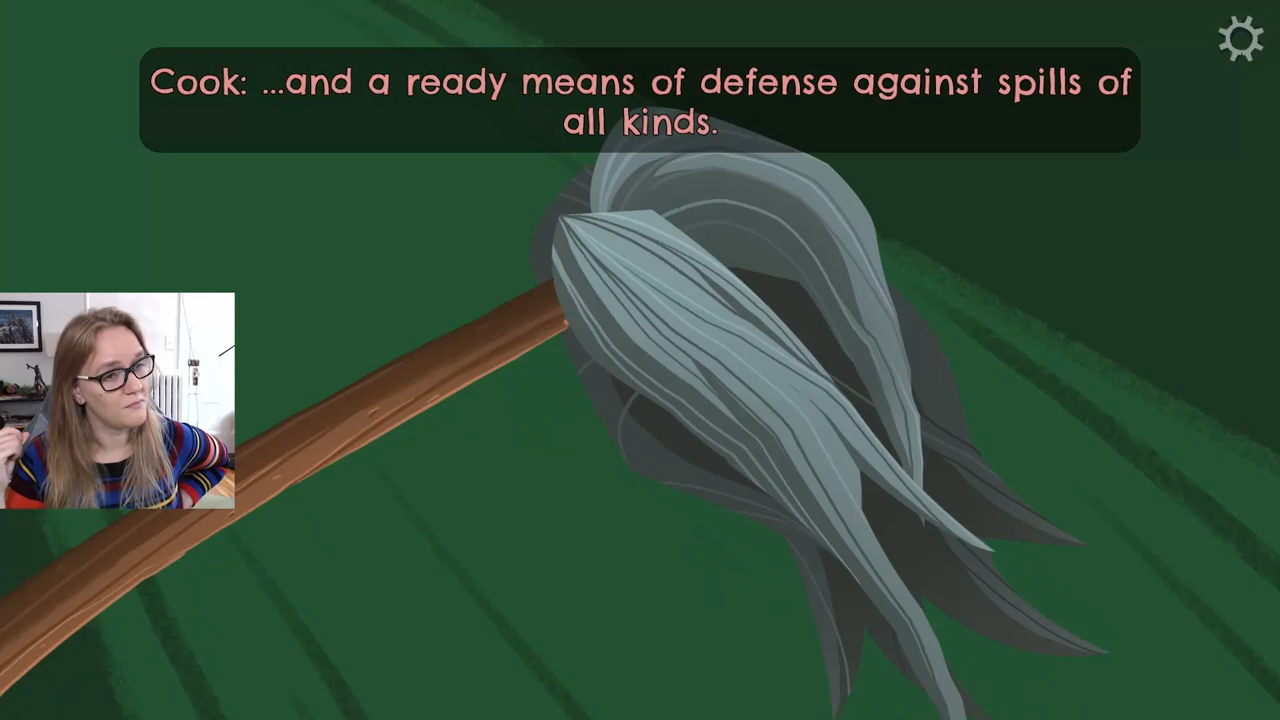 Cook: ...and a ready means of defense against spills of
all kinds.